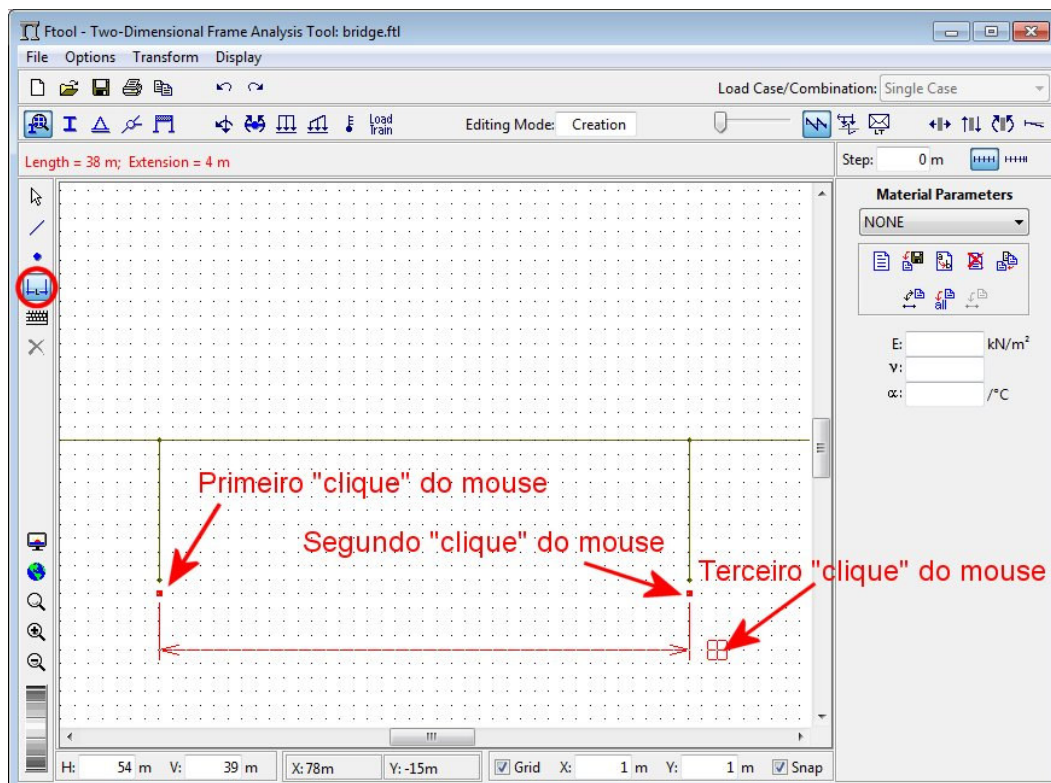 Ftool - Two-Dimensional Frame Analysis Tool: bridge.ftl
File Options Transform Display
Load Case/Combination: Single Case
Load Train
Editing Mode: Creation
Length = 38 m; Extension = 4 m
Step: 0 m
Material Parameters
NONE
all
E: kN/m²
ν:
α: /°C
Primeiro "clique" do mouse
Segundo "clique" do mouse
Terceiro "clique" do mouse
H: 54 m V: 39 m X: 78m Y: -15m Grid X: 1 m Y: 1 m Snap